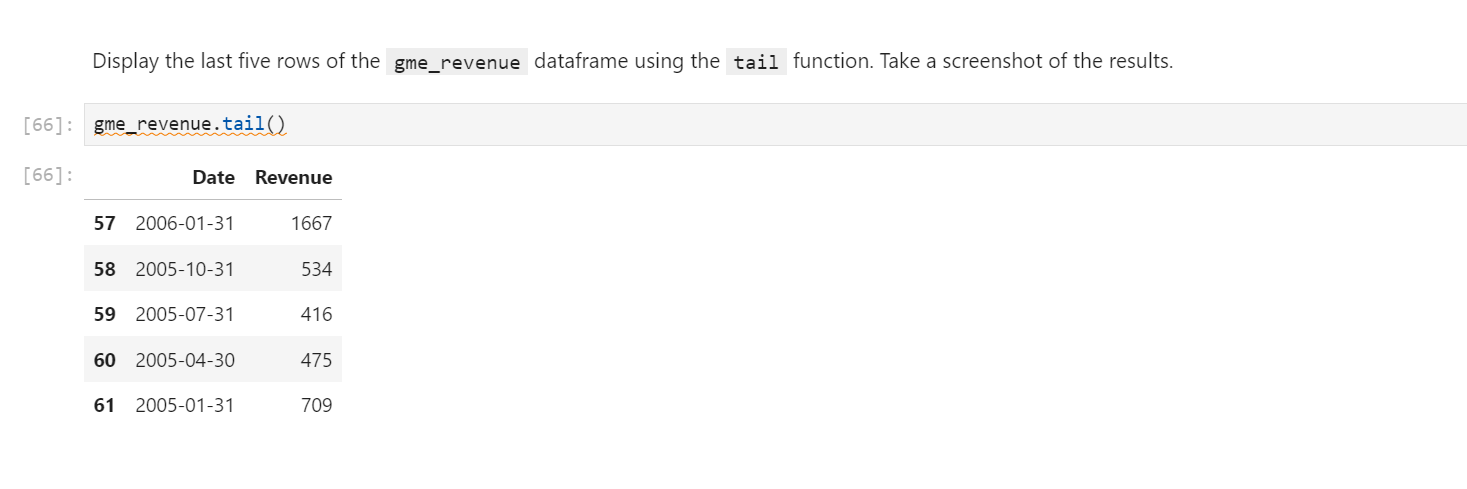 Display the last five rows of the gme_revenue dataframe using the tail function. Take a screenshot of the results.
[66]: gme_revenue.tail()
[66]: Date Revenue
57 2006-01-31 1667
58 2005-10-31 534
59 2005-07-31 416
60 2005-04-30 475
61 2005-01-31 709